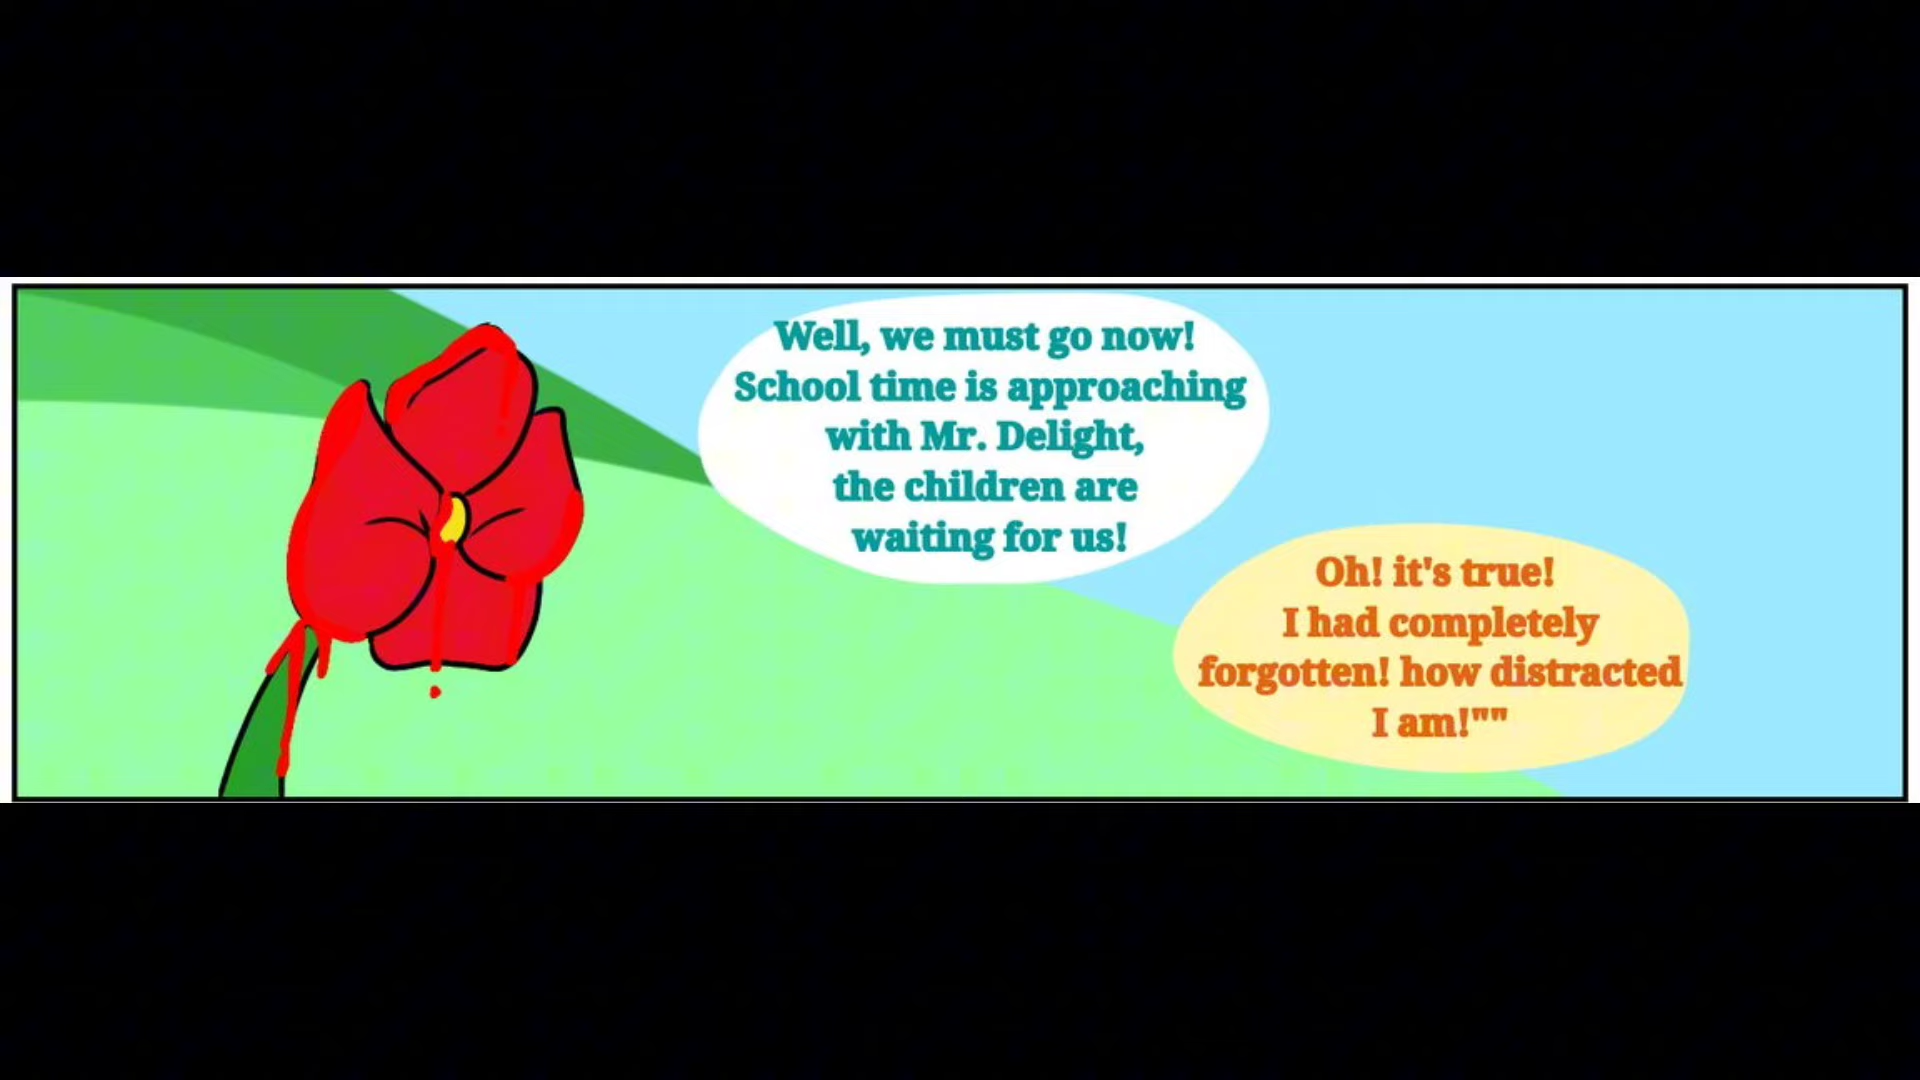 Well, we must go now!
School time is approaching
with Mr. Delight,
the children are
waiting for us!
Oh! it's true!
I had completely
forgotten! how distracted
I am!""